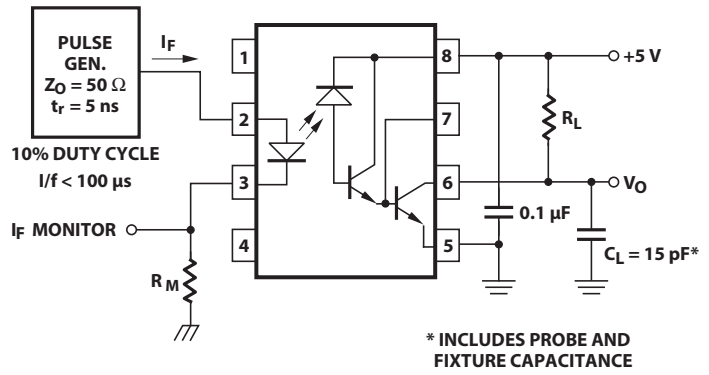 PULSE
GEN.
Z_O = 50 Ω
t_r = 5 ns
I_F
10% DUTY CYCLE
I/f < 100 µs
I_F MONITOR
R_M
1
2
3
4
8
7
6
5
+5 V
R_L
V_O
0.1 µF
C_L = 15 pF*
* INCLUDES PROBE AND
FIXTURE CAPACITANCE